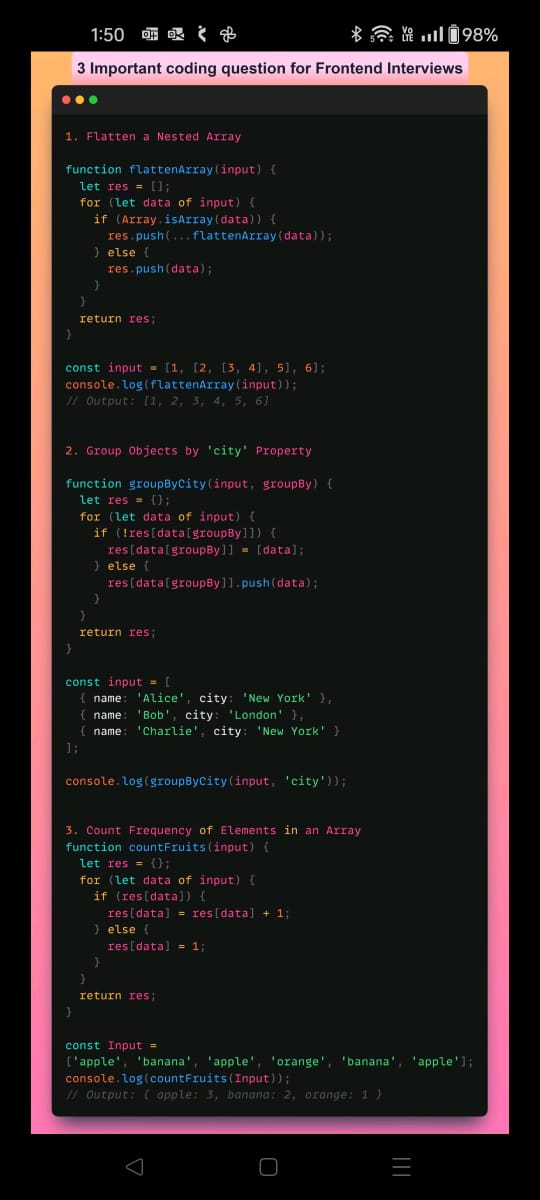 1:50 5 Vo LTE 98%
3 Important coding question for Frontend Interviews
1. Flatten a Nested Array
function flattenArray(input) {
  let res = [];
  for (let data of input) {
    if (Array.isArray(data)) {
      res.push(...flattenArray(data));
    } else {
      res.push(data);
    }
  }
  return res;
}
const input = [1, [2, [3, 4], 5], 6];
console.log(flattenArray(input));
// Output: [1, 2, 3, 4, 5, 6]
2. Group Objects by 'city' Property
function groupByCity(input, groupBy) {
  let res = {};
  for (let data of input) {
    if (!res[data[groupBy]]) {
      res[data[groupBy]] = [data];
    } else {
      res[data[groupBy]].push(data);
    }
  }
  return res;
}
const input = [
  { name: 'Alice', city: 'New York' },
  { name: 'Bob', city: 'London' },
  { name: 'Charlie', city: 'New York' }
];
console.log(groupByCity(input, 'city'));
3. Count Frequency of Elements in an Array
function countFruits(input) {
  let res = {};
  for (let data of input) {
    if (res[data]) {
      res[data] = res[data] + 1;
    } else {
      res[data] = 1;
    }
  }
  return res;
}
const Input =
['apple', 'banana', 'apple', 'orange', 'banana', 'apple'];
console.log(countFruits(Input));
// Output: { apple: 3, banana: 2, orange: 1 }